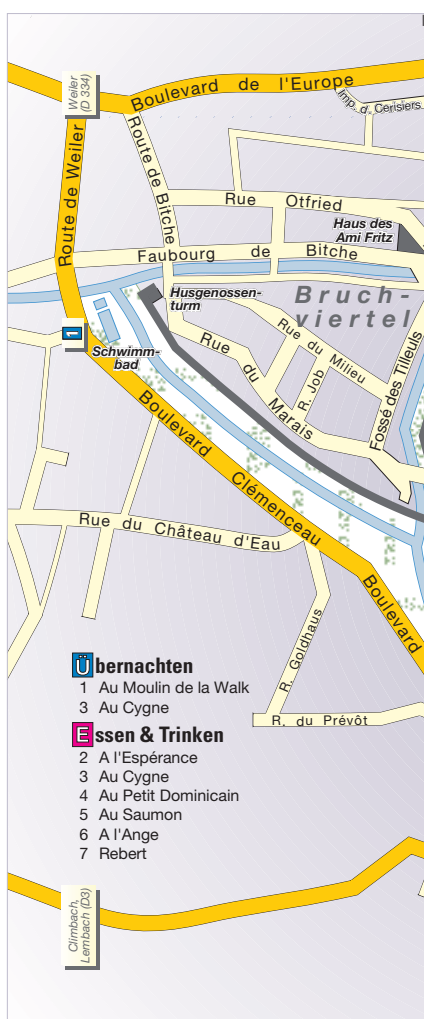 Weiler
(D 334)
Boulevard de l'Europe
Imp. d. Cerisiers
Route de Bitche
Route de Weiler
Rue Otfried
Haus des
Ami Fritz
Faubourg de Bitche
Husgenossen-
turm
Bruch-
viertel
1
Schwimm-
bad
Rue du Marais
Rue du Milieu
R. Job
Fossé des Tilleuls
Boulevard Clémenceau
Boulevard
Rue du Château d'Eau
R. Goldhaus
R. du Prévôt
Übernachten
1 Au Moulin de la Walk
3 Au Cygne
Essen & Trinken
2 A l'Espérance
3 Au Cygne
4 Au Petit Dominicain
5 Au Saumon
6 A l'Ange
7 Rebert
Climbach,
Lembach (D3)